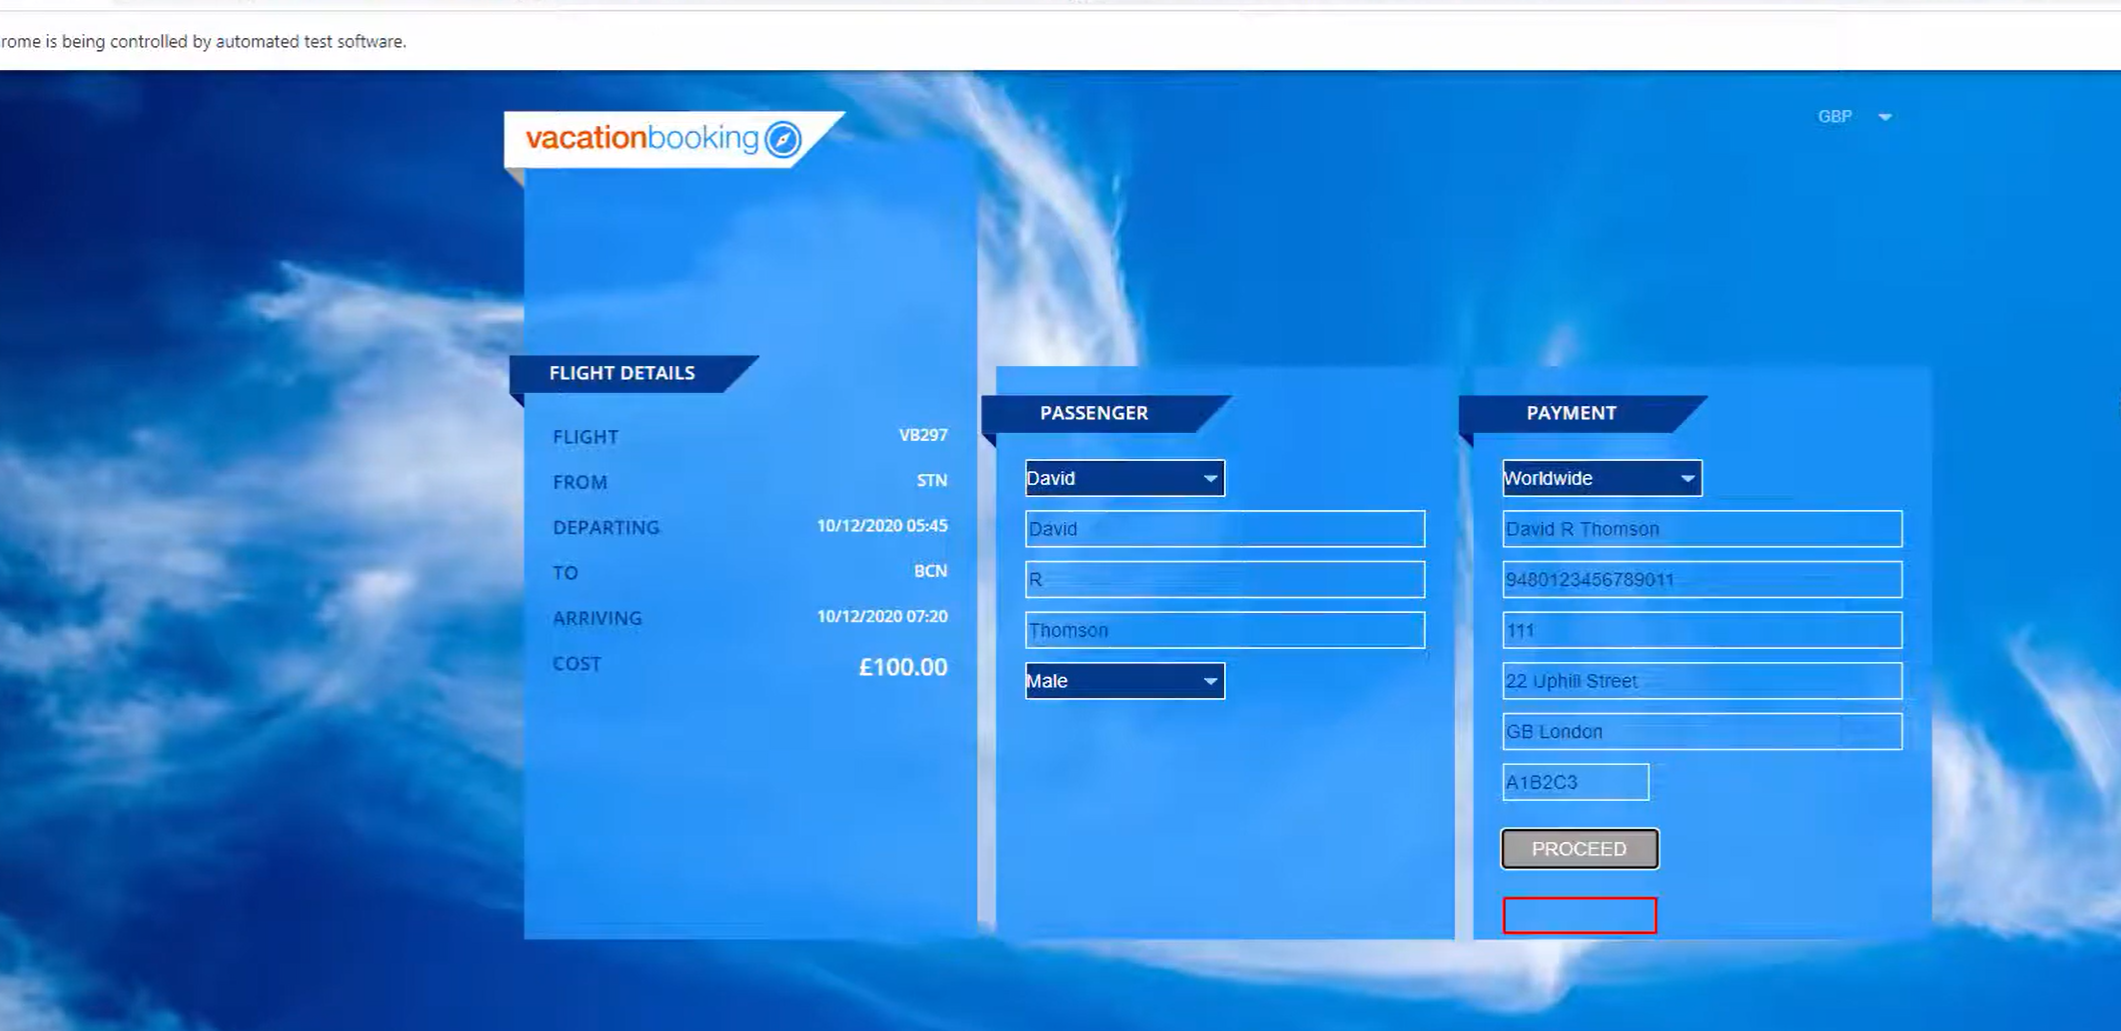 rome is being controlled by automated test software.
vacationbooking
GBP
FLIGHT DETAILS
FLIGHT VB297
FROM STN
DEPARTING 10/12/2020 05:45
TO BCN
ARRIVING 10/12/2020 07:20
COST £100.00
PASSENGER
David
David
R
Thomson
Male
PAYMENT
Worldwide
David R Thomson
9480123456789011
111
22 Uphill Street
GB London
A1B2C3
PROCEED